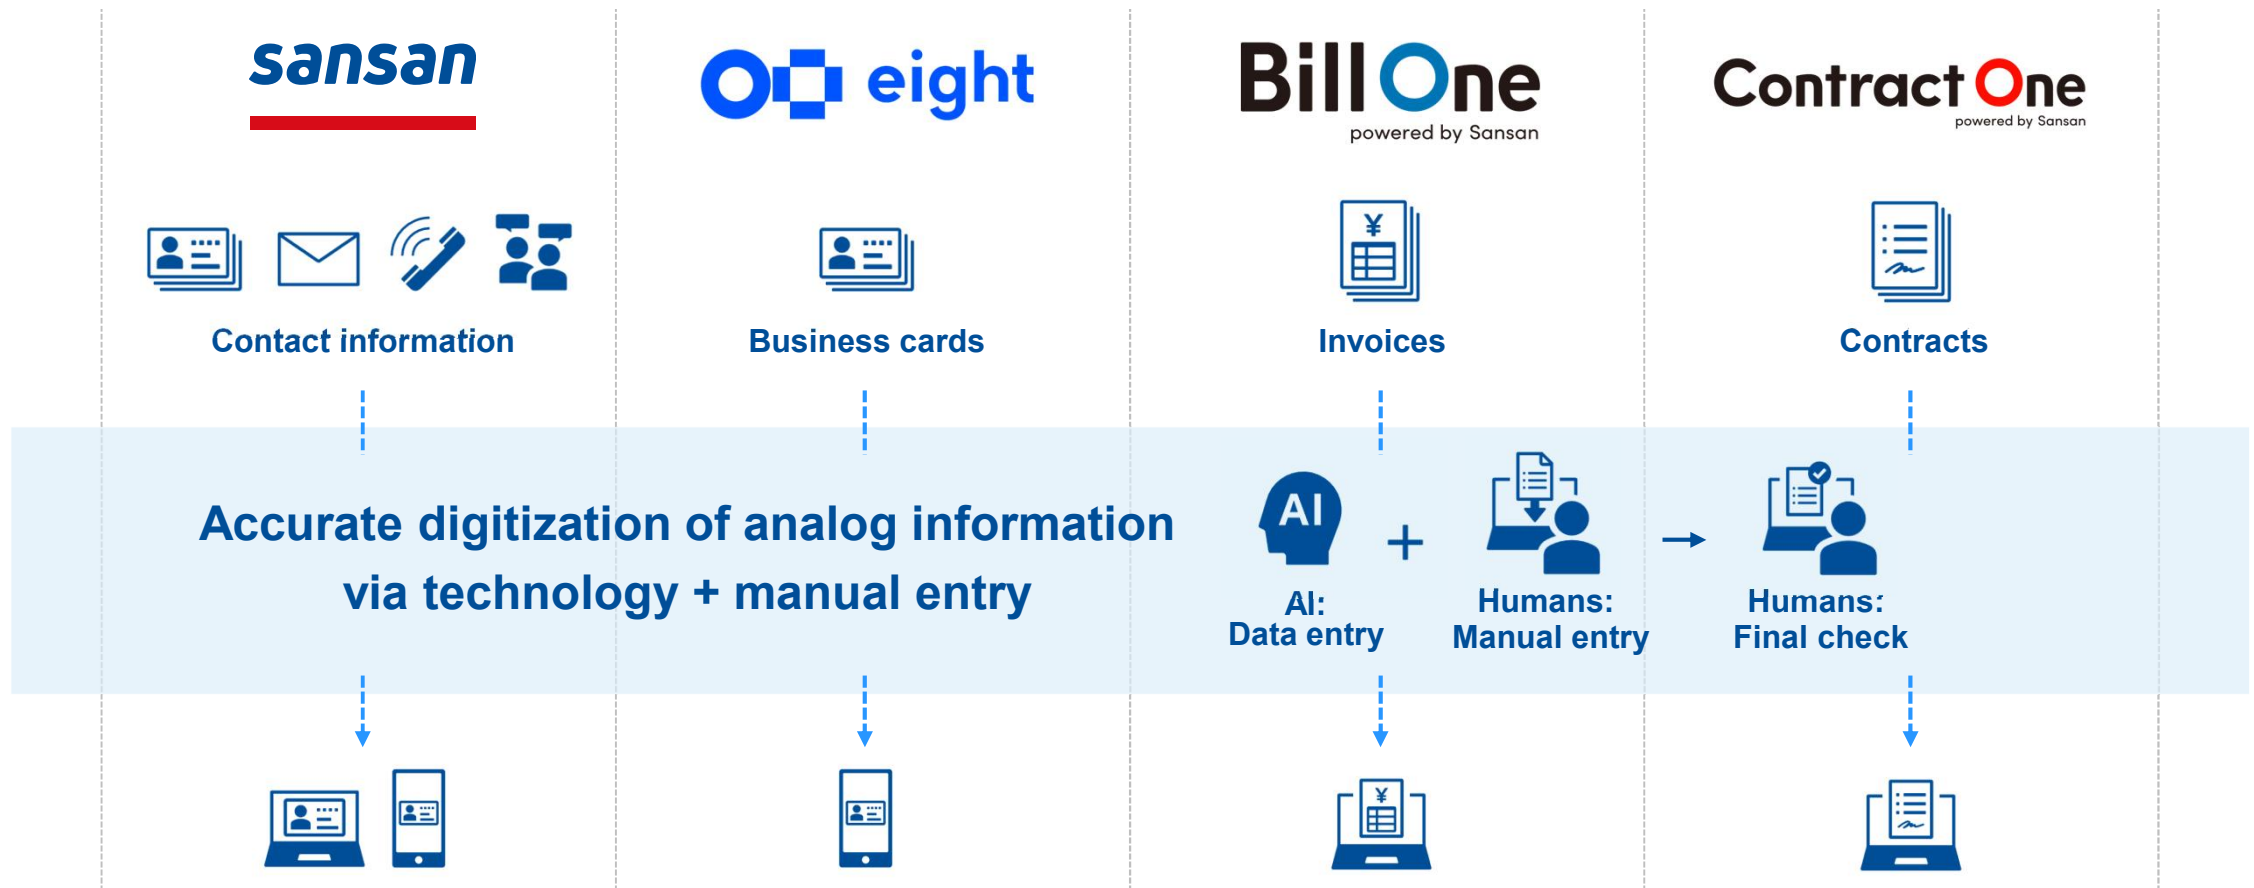 sansan
eight
Bill One
powered by Sansan
Contract One
powered by Sansan
¥
Contact information
Business cards
Invoices
Contracts
Accurate digitization of analog information
via technology + manual entry
AI
+
AI:
Data entry
Humans:
Manual entry
Humans:
Final check
¥